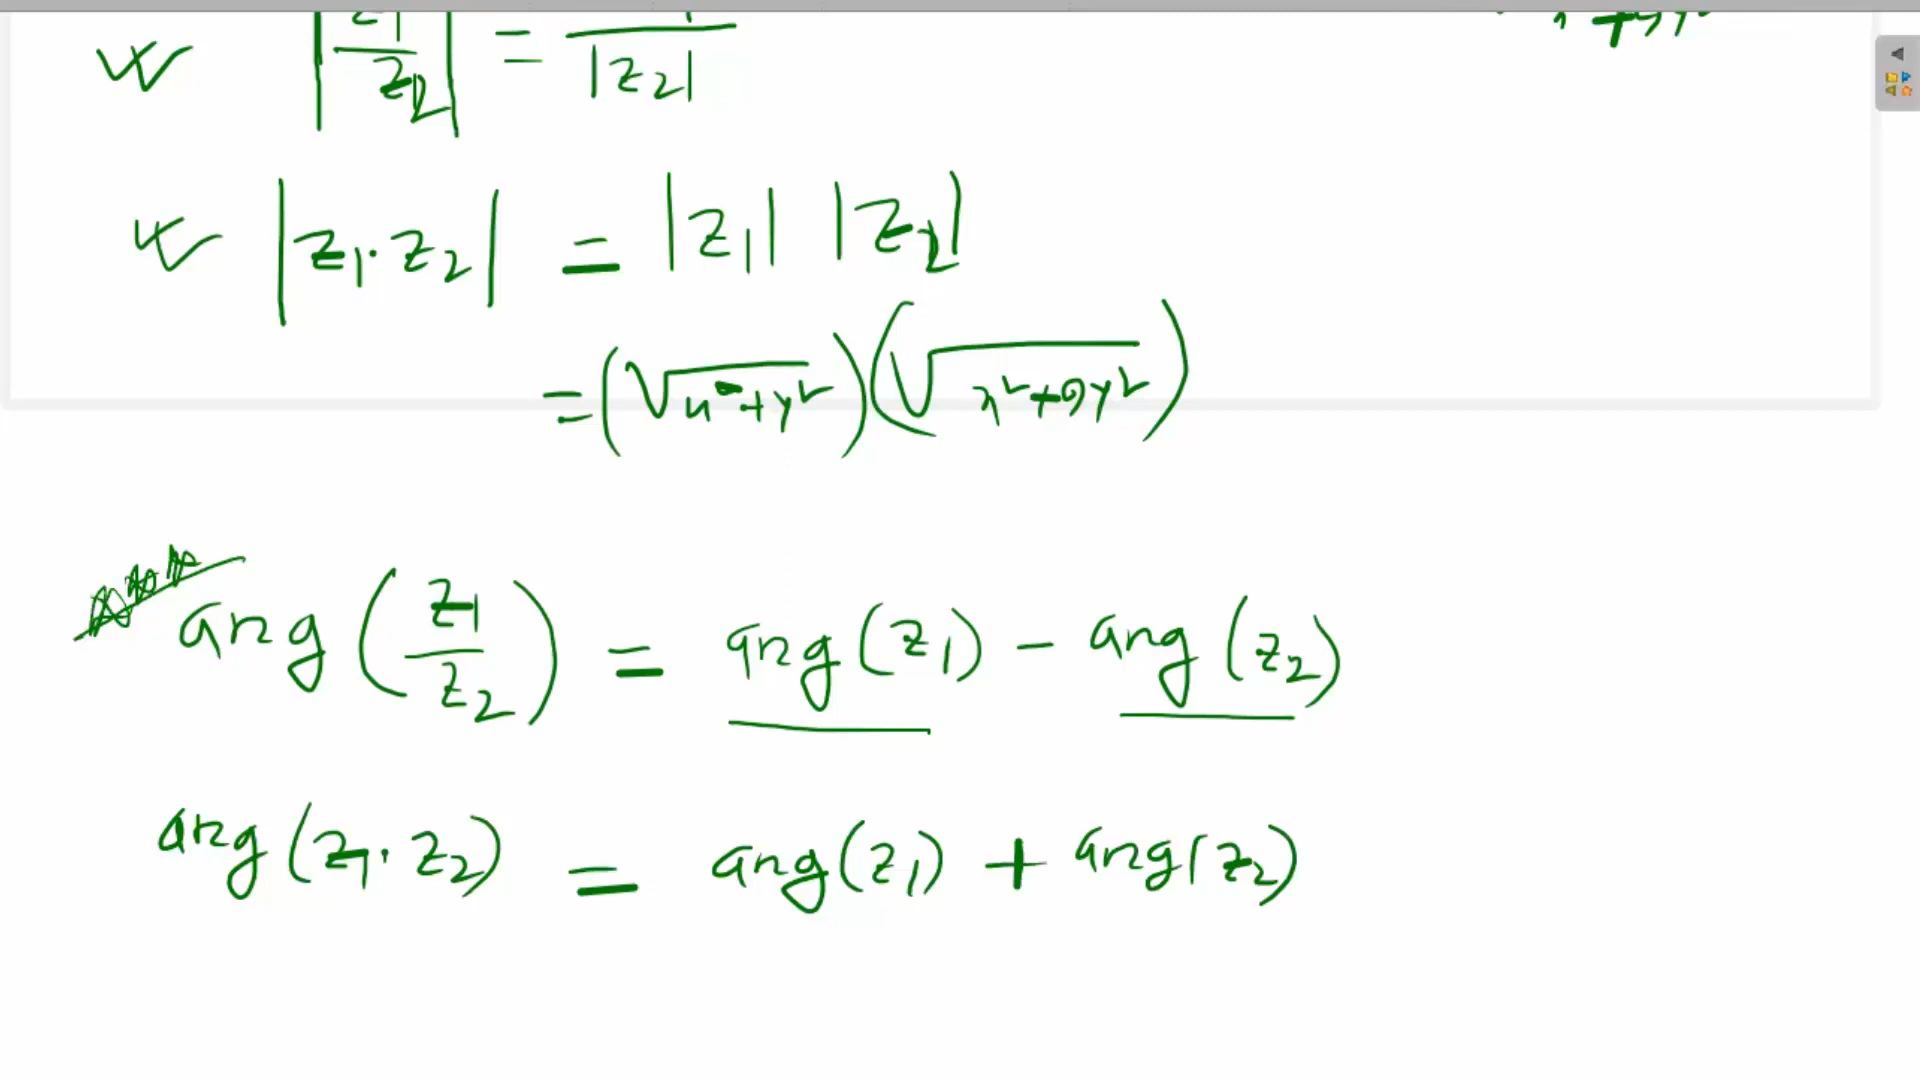 |z1/z2| = /|z2|
|z1·z2| = |z1| |z2|
= (√x²+y²)(√x²+9y²)
arg(z1/z2) = arg(z1) - arg(z2)
arg(z1·z2) = arg(z1) + arg(z2)